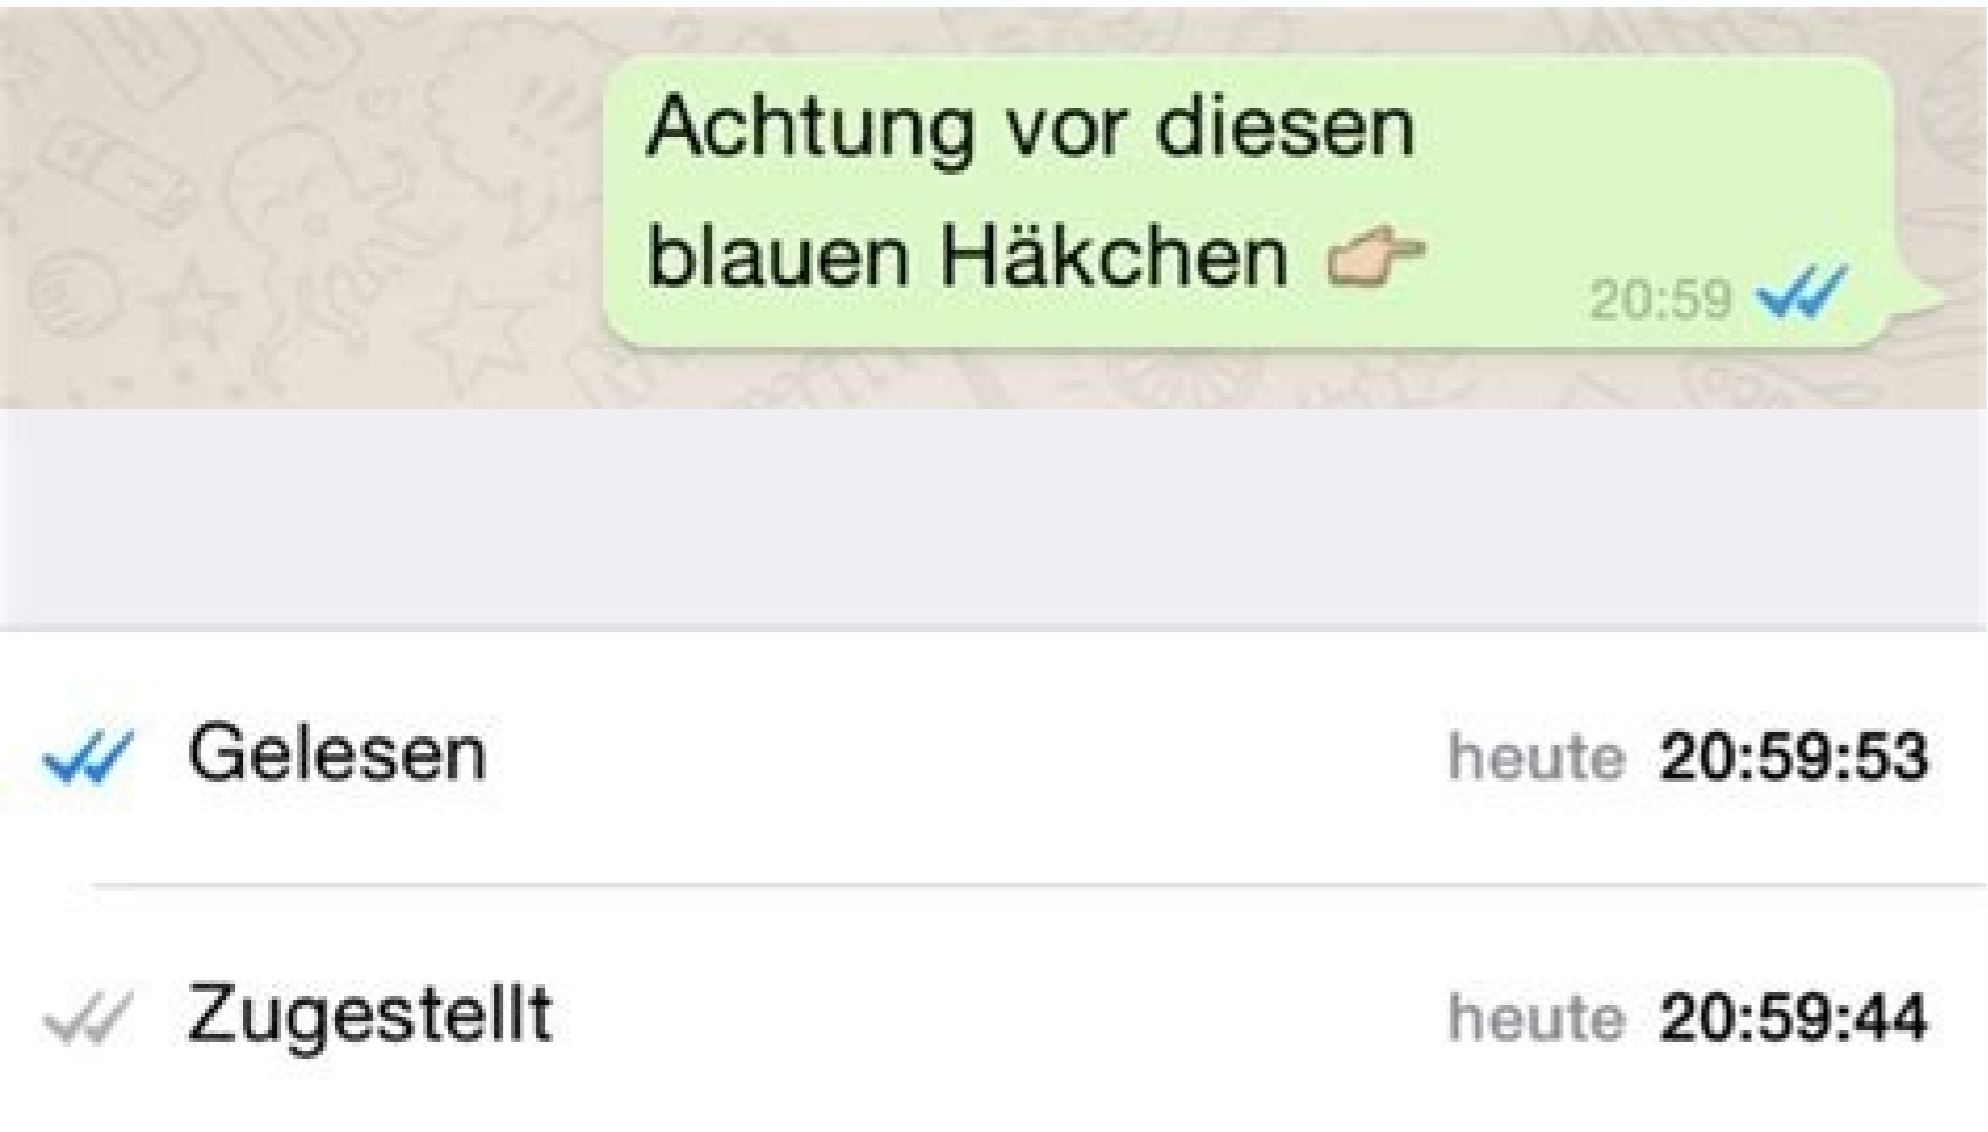 Achtung vor diesen
blauen Häkchen 👉🏼
20:59
Gelesen heute 20:59:53
Zugestellt heute 20:59:44